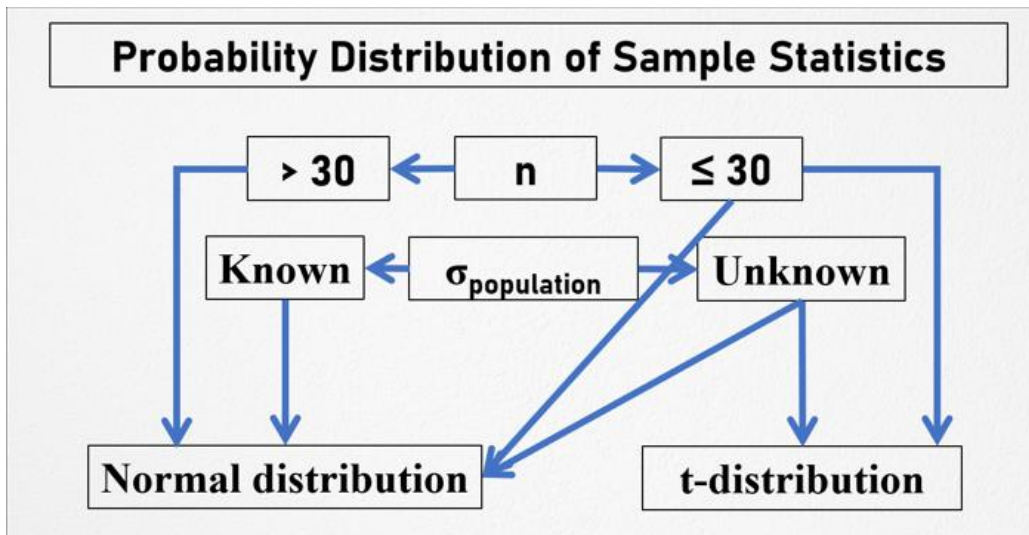 Probability Distribution of Sample Statistics
> 30
n
≤ 30
Known
σpopulation
Unknown
Normal distribution
t-distribution